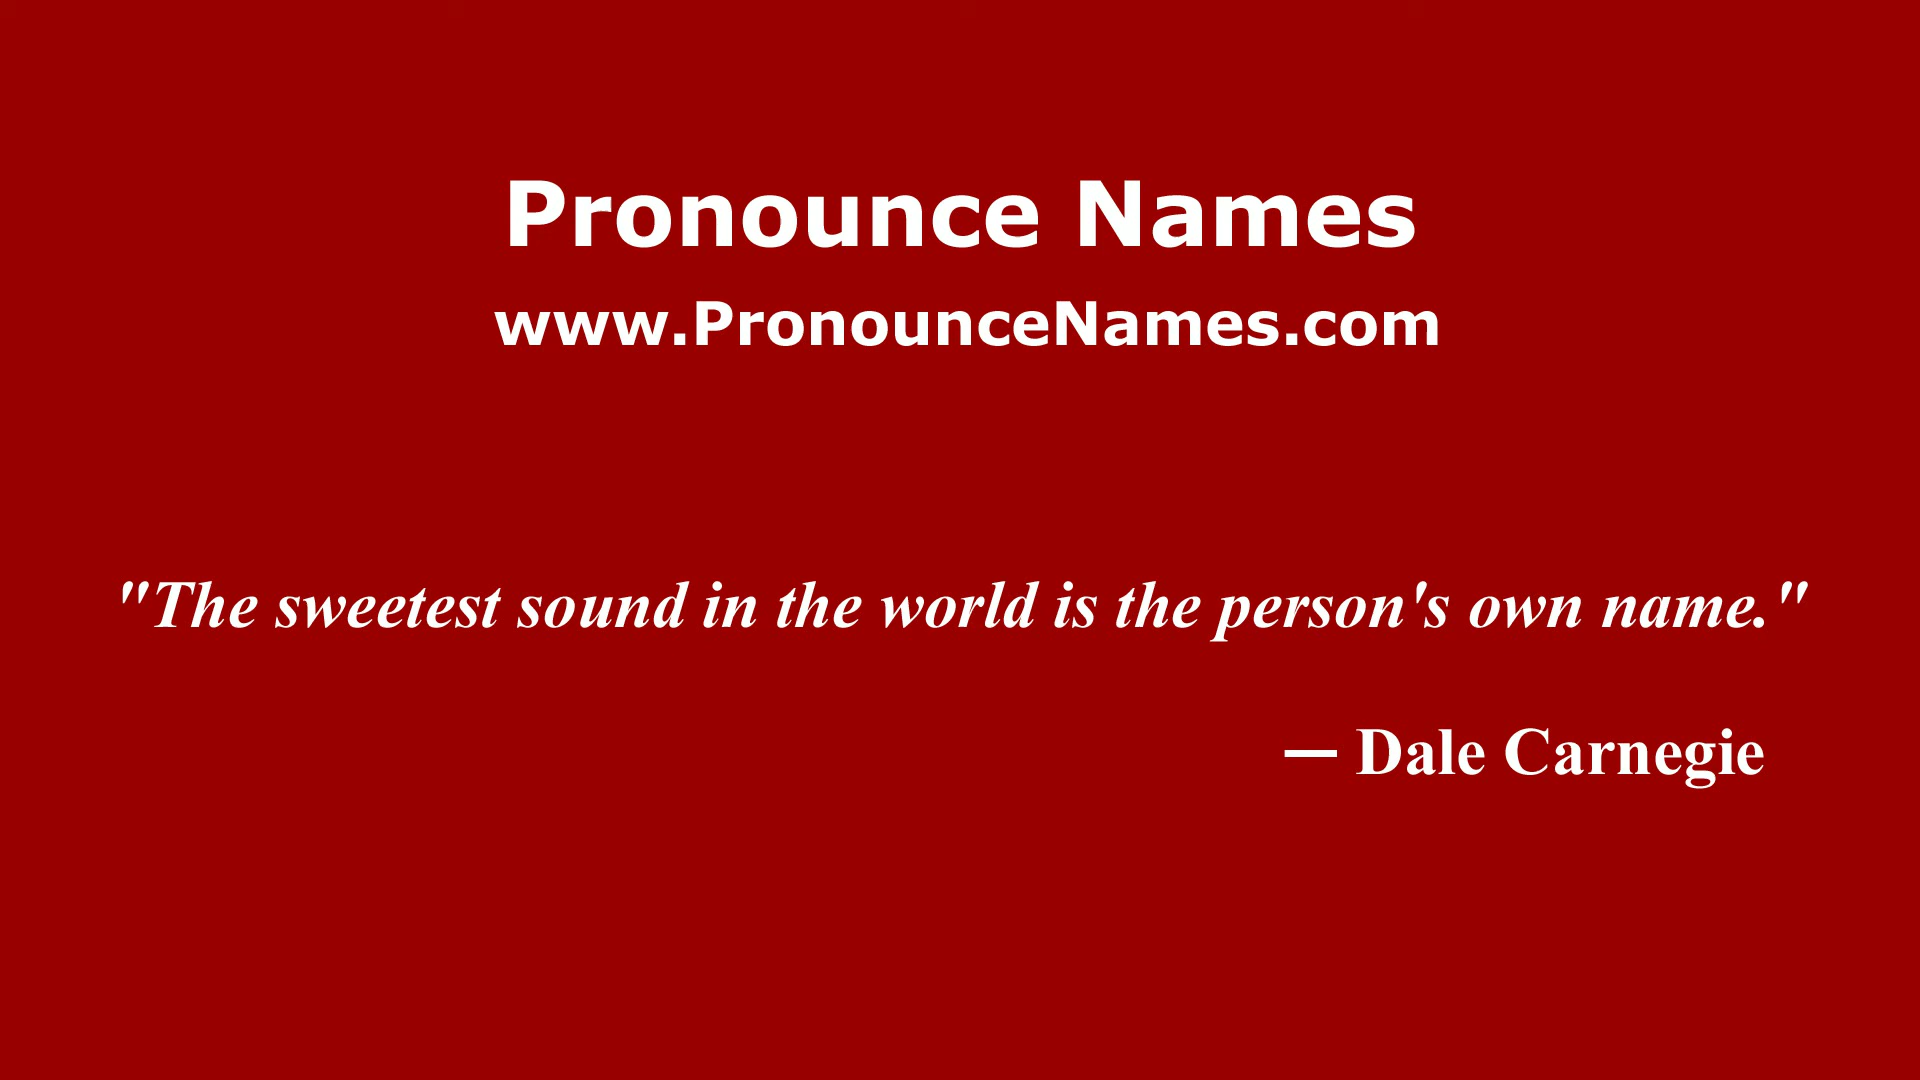 Pronounce Names
www.PronounceNames.com
"The sweetest sound in the world is the person's own name."
— Dale Carnegie